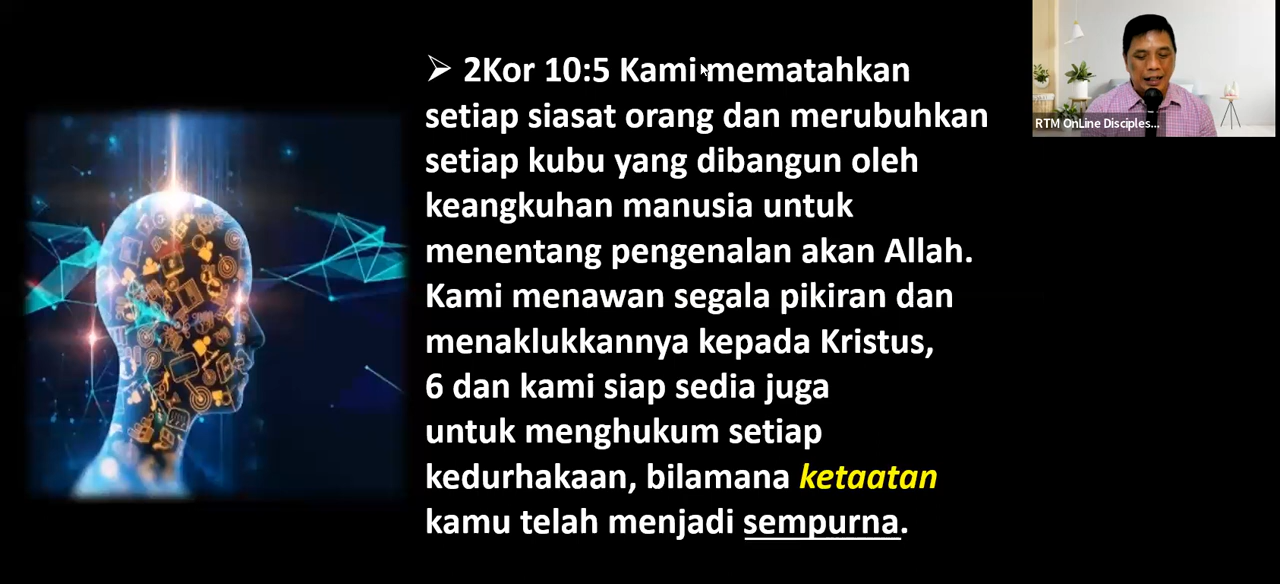 ➢ 2Kor 10:5 Kami mematahkan
setiap siasat orang dan merubuhkan
setiap kubu yang dibangun oleh
keangkuhan manusia untuk
menentang pengenalan akan Allah.
Kami menawan segala pikiran dan
menaklukkannya kepada Kristus,
6 dan kami siap sedia juga
untuk menghukum setiap
kedurhakaan, bilamana ketaatan
kamu telah menjadi sempurna.
RTM OnLine Disciples...